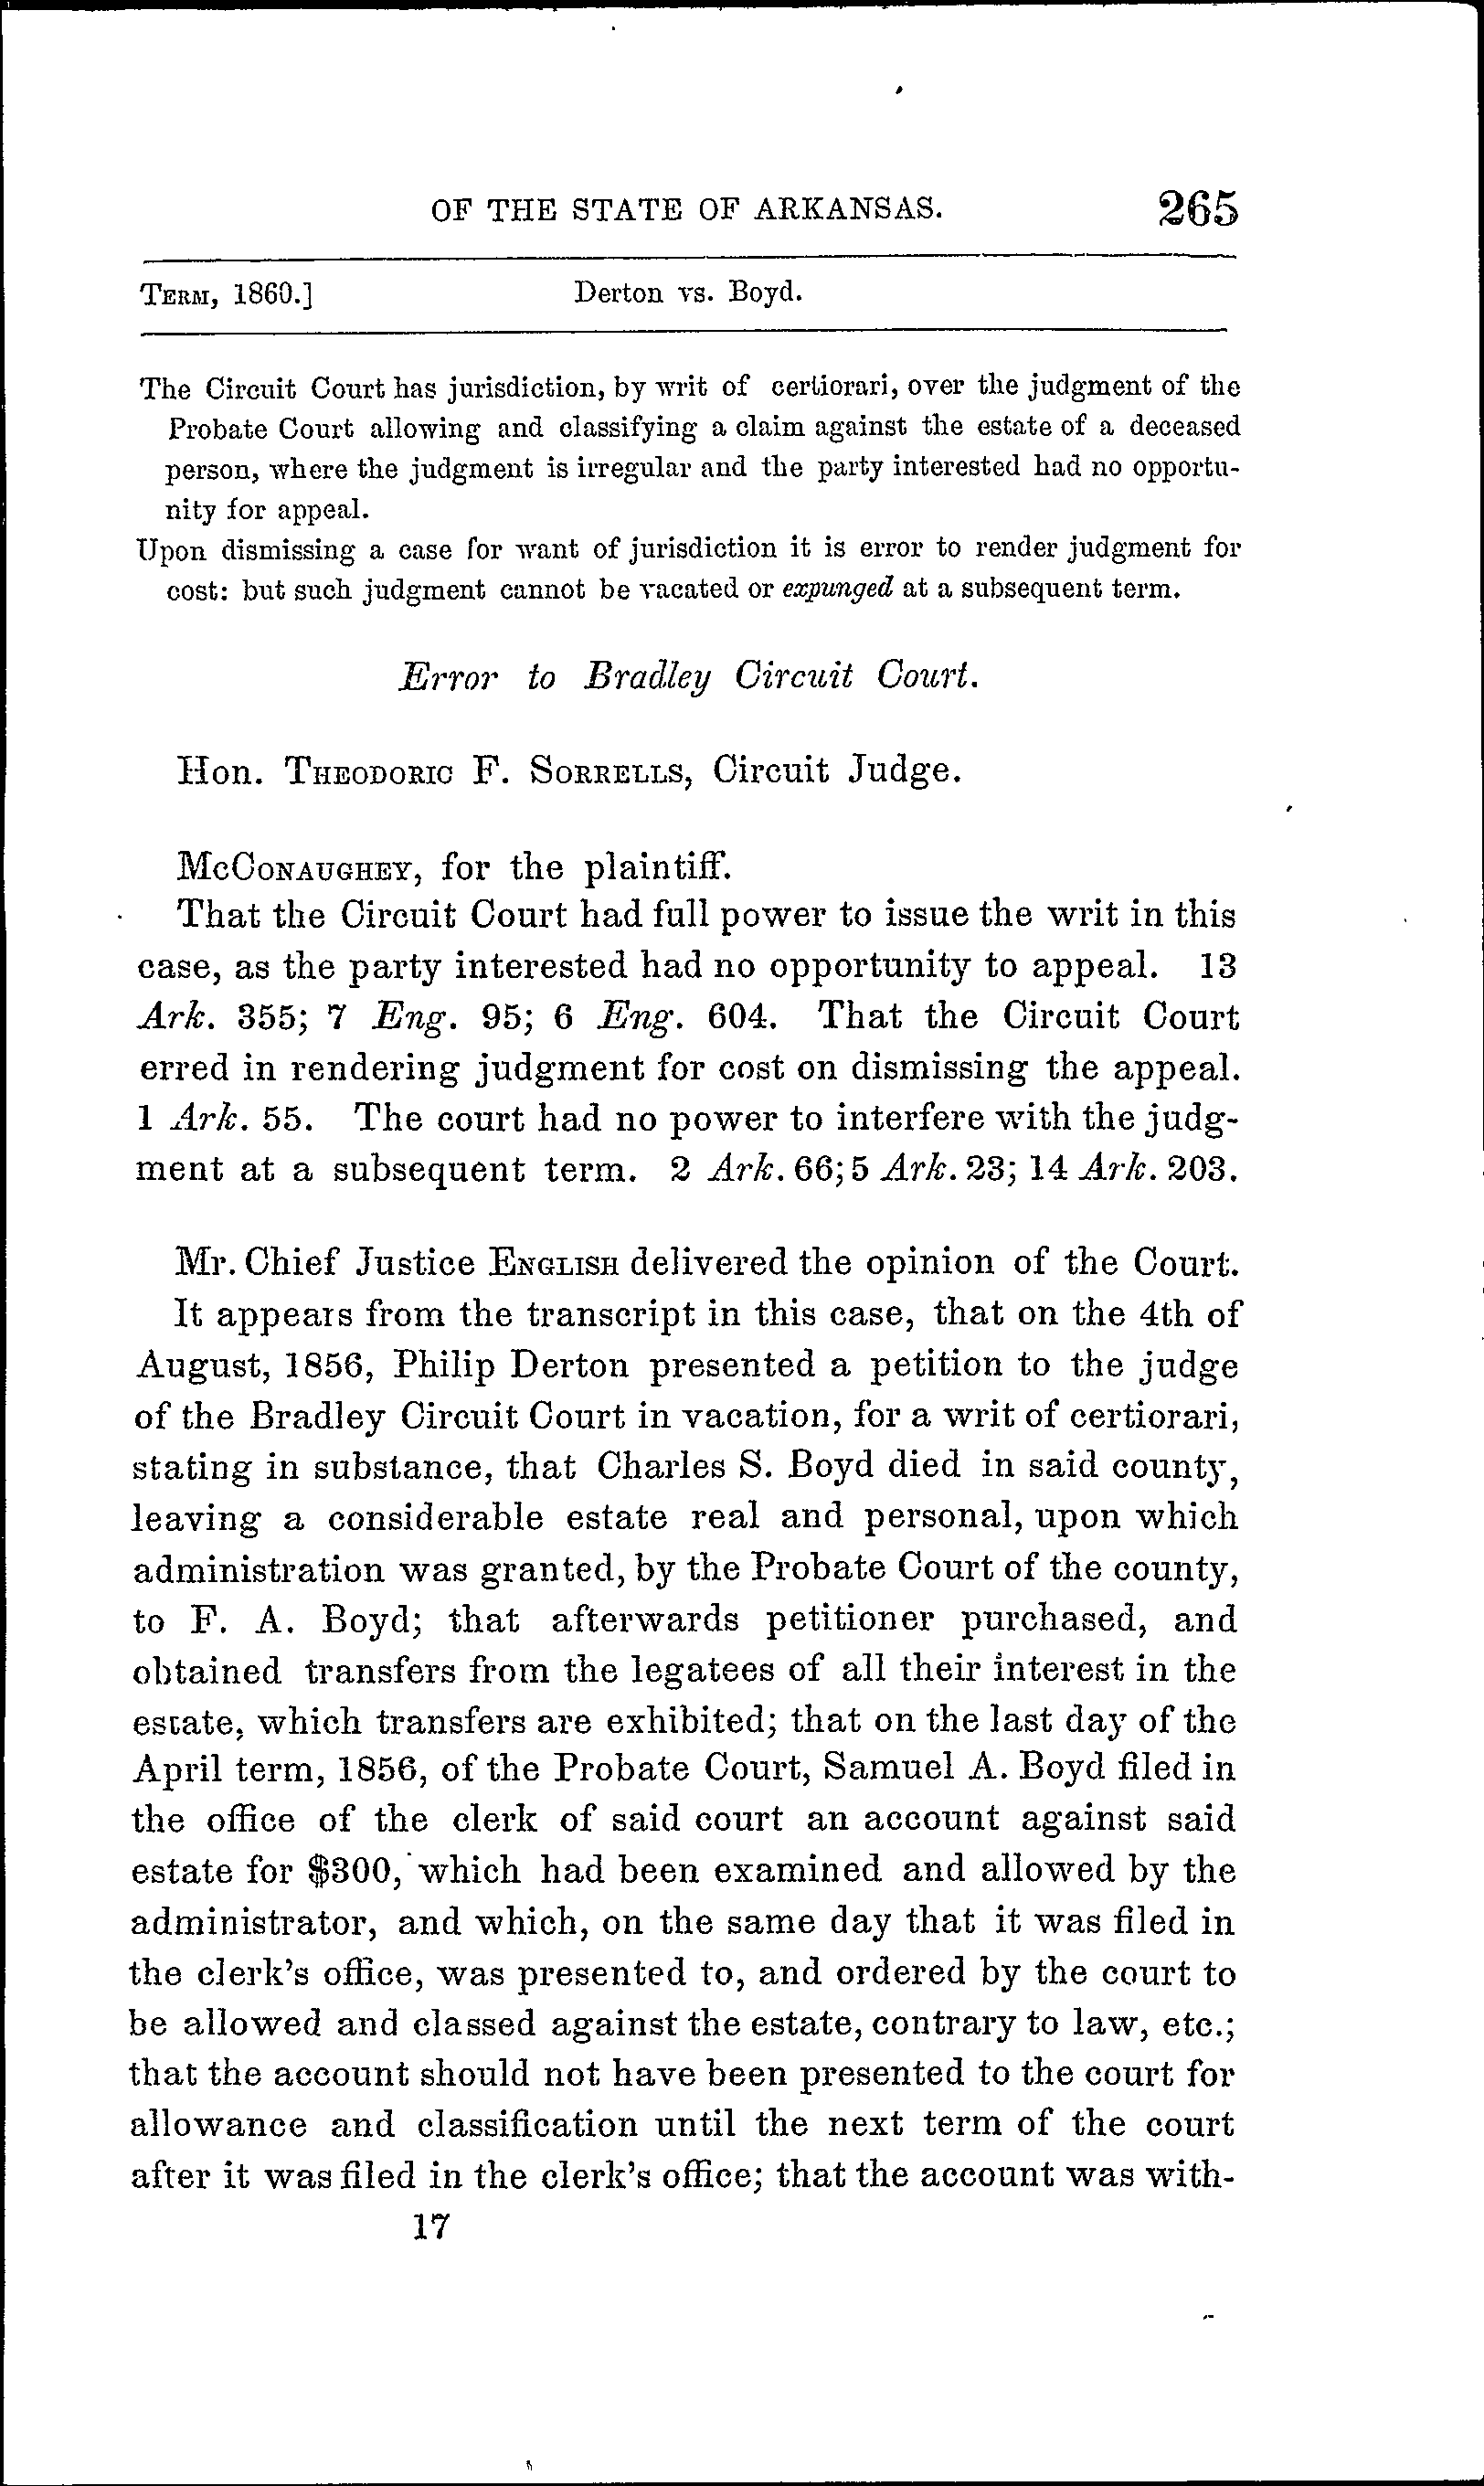 OF THE STATE OF ARKANSAS. 265
TERM, 1860.] Derton vs. Boyd.
The Circuit Court has jurisdiction, by writ of certiorari, over the judgment of the
Probate Court allowing and classifying a claim against the estate of a deceased
person, where the judgment is irregular and the party interested had no opportu-
nity for appeal.
Upon dismissing a case for want of jurisdiction it is error to render judgment for
cost: but such judgment cannot be vacated or expunged at a subsequent term.
Error to Bradley Circuit Court.
Hon. THEODORIC F. SORRELLS, Circuit Judge.
McCONAUGHEY, for the plaintiff.
That the Circuit Court had full power to issue the writ in this
case, as the party interested had no opportunity to appeal. 13
Ark. 355; 7 Eng. 95; 6 Eng. 604. That the Circuit Court
erred in rendering judgment for cost on dismissing the appeal.
1 Ark. 55. The court had no power to interfere with the judg-
ment at a subsequent term. 2 Ark. 66; 5 Ark. 23; 14 Ark. 203.
Mr. Chief Justice ENGLISH delivered the opinion of the Court.
It appears from the transcript in this case, that on the 4th of
August, 1856, Philip Derton presented a petition to the judge
of the Bradley Circuit Court in vacation, for a writ of certiorari,
stating in substance, that Charles S. Boyd died in said county,
leaving a considerable estate real and personal, upon which
administration was granted, by the Probate Court of the county,
to F. A. Boyd; that afterwards petitioner purchased, and
obtained transfers from the legatees of all their interest in the
estate, which transfers are exhibited; that on the last day of the
April term, 1856, of the Probate Court, Samuel A. Boyd filed in
the office of the clerk of said court an account against said
estate for $300, which had been examined and allowed by the
administrator, and which, on the same day that it was filed in
the clerk's office, was presented to, and ordered by the court to
be allowed and classed against the estate, contrary to law, etc.;
that the account should not have been presented to the court for
allowance and classification until the next term of the court
after it was filed in the clerk's office; that the account was with-
17